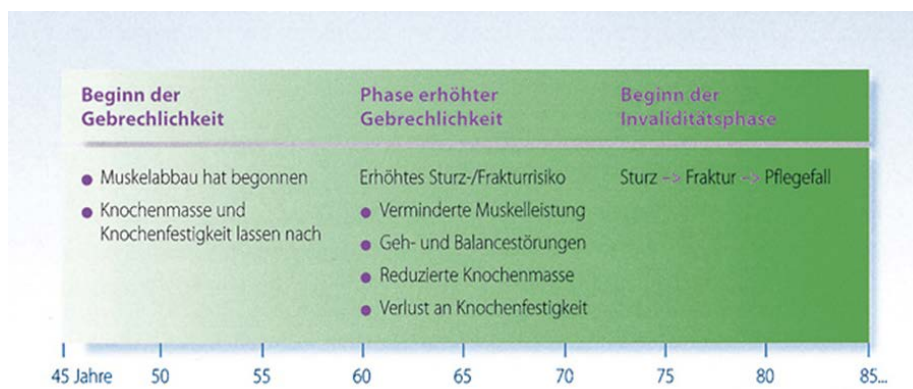 Beginn der
Gebrechlichkeit
Muskelabbau hat begonnen
Knochenmasse und
Knochenfestigkeit lassen nach
Phase erhöhter
Gebrechlichkeit
Erhöhtes Sturz-/Frakturrisiko
Verminderte Muskelleistung
Geh- und Balancestörungen
Reduzierte Knochenmasse
Verlust an Knochenfestigkeit
Beginn der
Invaliditätsphase
Sturz –> Fraktur –> Pflegefall
45 Jahre 50 55 60 65 70 75 80 85...